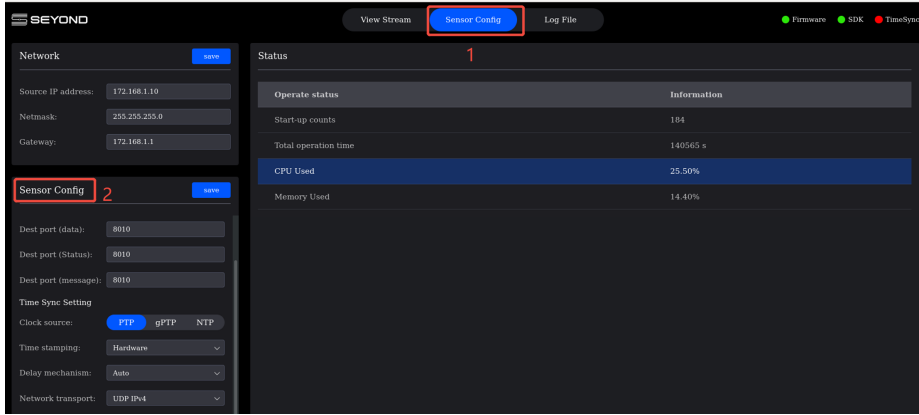 SEYOND
View Stream Sensor Config Log File
Firmware SDK TimeSync
1
Network save
Source IP address: 172.168.1.10
Netmask: 255.255.255.0
Gateway: 172.168.1.1
Sensor Config 2 save
Dest port (data): 8010
Dest port (Status): 8010
Dest port (message): 8010
Time Sync Setting
Clock source: PTP gPTP NTP
Time stamping: Hardware
Delay mechanism: Auto
Network transport: UDP IPv4
Status
Operate status Information
Start-up counts 184
Total operation time 140565 s
CPU Used 25.50%
Memory Used 14.40%